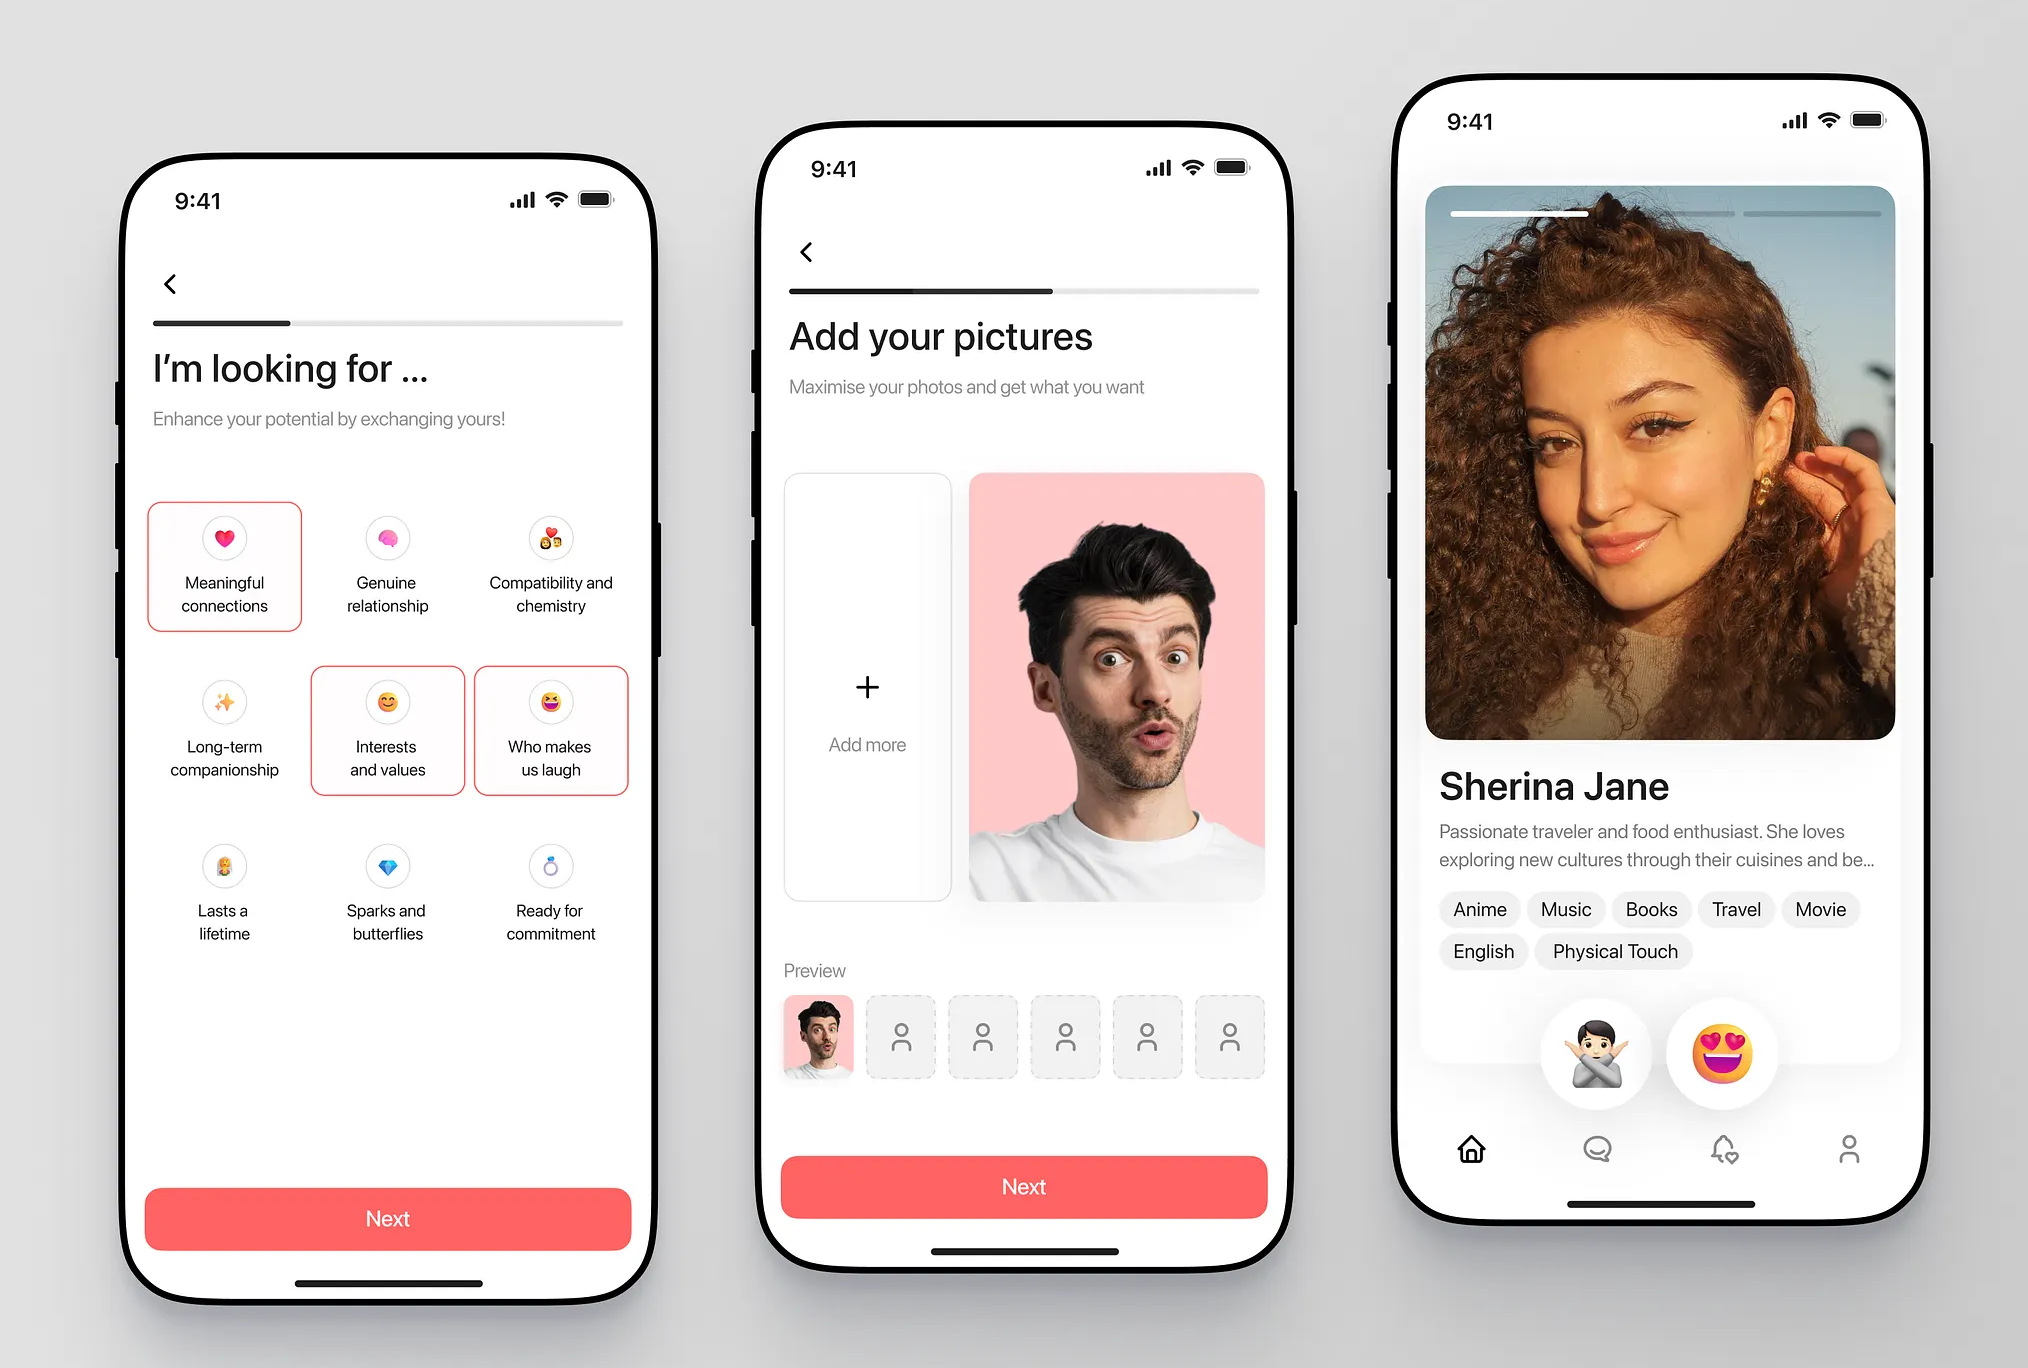 9:41
I'm looking for ...
Enhance your potential by exchanging yours!
Meaningful
connections
Genuine
relationship
Compatibility and
chemistry
Long-term
companionship
Interests
and values
Who makes
us laugh
Lasts a
lifetime
Sparks and
butterflies
Ready for
commitment
Next
9:41
Add your pictures
Maximise your photos and get what you want
Add more
Preview
Next
9:41
Sherina Jane
Passionate traveler and food enthusiast. She loves
exploring new cultures through their cuisines and be...
Anime Music Books Travel Movie
English Physical Touch